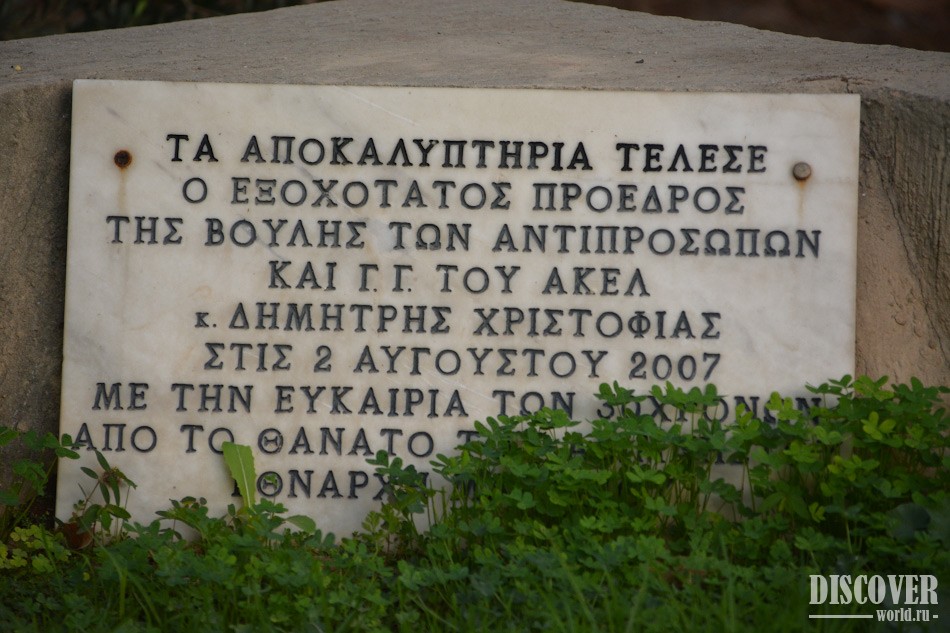 ΤΑ ΑΠΟΚΑΛΥΠΤΗΡΙΑ ΤΕΛΕΣΕ
Ο ΕΞΟΧΟΤΑΤΟΣ ΠΡΟΕΔΡΟΣ
ΤΗΣ ΒΟΥΛΗΣ ΤΩΝ ΑΝΤΙΠΡΟΣΩΠΩΝ
ΚΑΙ Γ.Γ. ΤΟΥ ΑΚΕΛ
κ. ΔΗΜΗΤΡΗΣ ΧΡΙΣΤΟΦΙΑΣ
ΣΤΙΣ 2 ΑΥΓΟΥΣΤΟΥ 2007
ΜΕ ΤΗΝ ΕΥΚΑΙΡΙΑ ΤΩΝ 30ΧΡΟΝΩΝ
ΑΠΟ ΤΟ ΘΑΝΑΤΟ
DISCOVER
world.ru